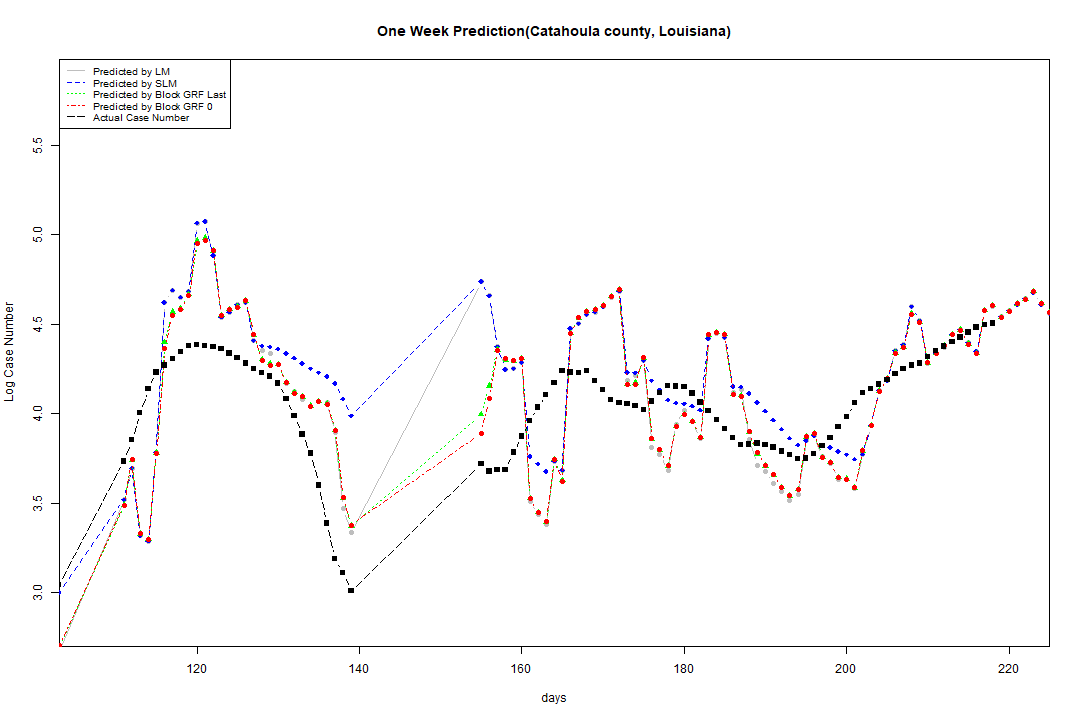 One Week Prediction(Catahoula county, Louisiana)
Predicted by LM
Predicted by SLM
Predicted by Block GRF Last
Predicted by Block GRF 0
Actual Case Number
5.5
5.0
4.5
4.0
3.5
3.0
Log Case Number
120 140 160 180 200 220
days